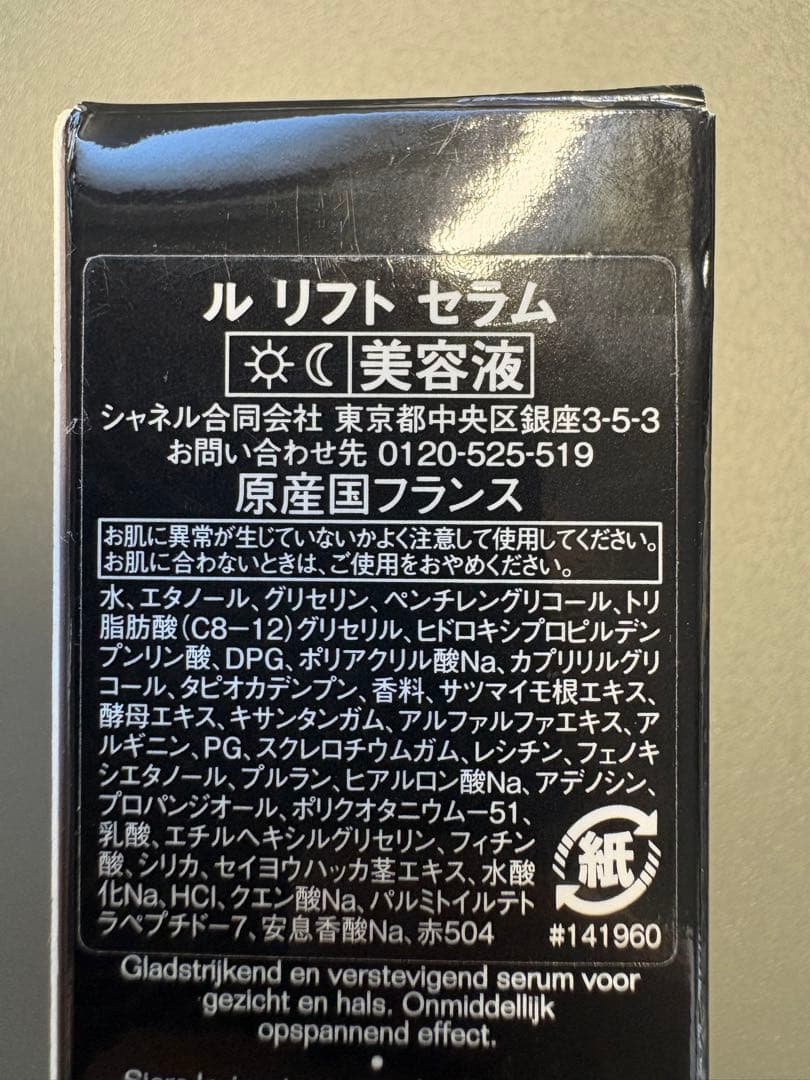 ル リフト セラム
美容液
シャネル合同会社 東京都中央区銀座3-5-3
お問い合わせ先 0120-525-519
原産国フランス
お肌に異常が生じていないかよく注意して使用してください。
お肌に合わないときは、ご使用をおやめください。
水、エタノール、グリセリン、ペンチレングリコール、トリ
脂肪酸(C8-12)グリセリル、ヒドロキシプロピルデン
プンリン酸、DPG、ポリアクリル酸Na、カプリリルグリ
コール、タピオカデンプン、香料、サツマイモ根エキス、
酵母エキス、キサンタンガム、アルファルファエキス、ア
ルギニン、PG、スクレロチウムガム、レシチン、フェノキ
シエタノール、プルラン、ヒアルロン酸Na、アデノシン、
プロパンジオール、ポリクオタニウム-51、
乳酸、エチルヘキシルグリセリン、フィチン
酸、シリカ、セイヨウハッカ茎エキス、水酸
化Na、HCl、クエン酸Na、パルミトイルテト
ラペプチド-7、安息香酸Na、赤504
紙
#141960
Gladstrijkend en verstevigend serum voor
gezicht en hals. Onmiddellijk
opspannend effect.